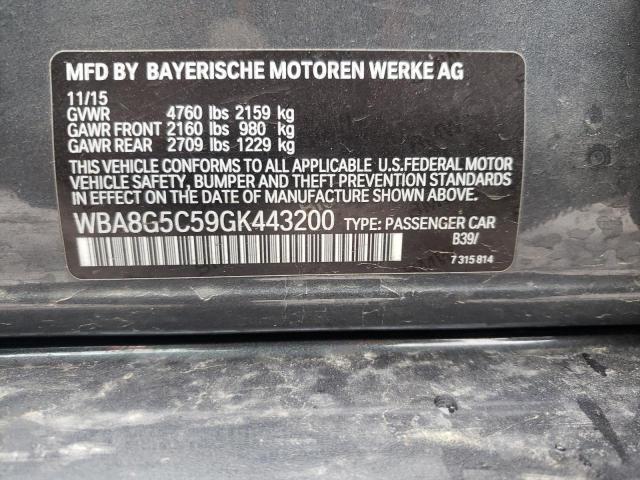 MFD BY BAYERISCHE MOTOREN WERKE AG
11/15
GVWR 4760 lbs 2159 kg
GAWR FRONT 2160 lbs 980 kg
GAWR REAR 2709 lbs 1229 kg
THIS VEHICLE CONFORMS TO ALL APPLICABLE U.S.FEDERAL MOTOR
VEHICLE SAFETY, BUMPER AND THEFT PREVENTION STANDARDS IN
EFFECT ON THE DATE OF MANUFACTURE SHOWN ABOVE.
WBA8G5C59GK443200 TYPE: PASSENGER CAR
B39/
7 315 814